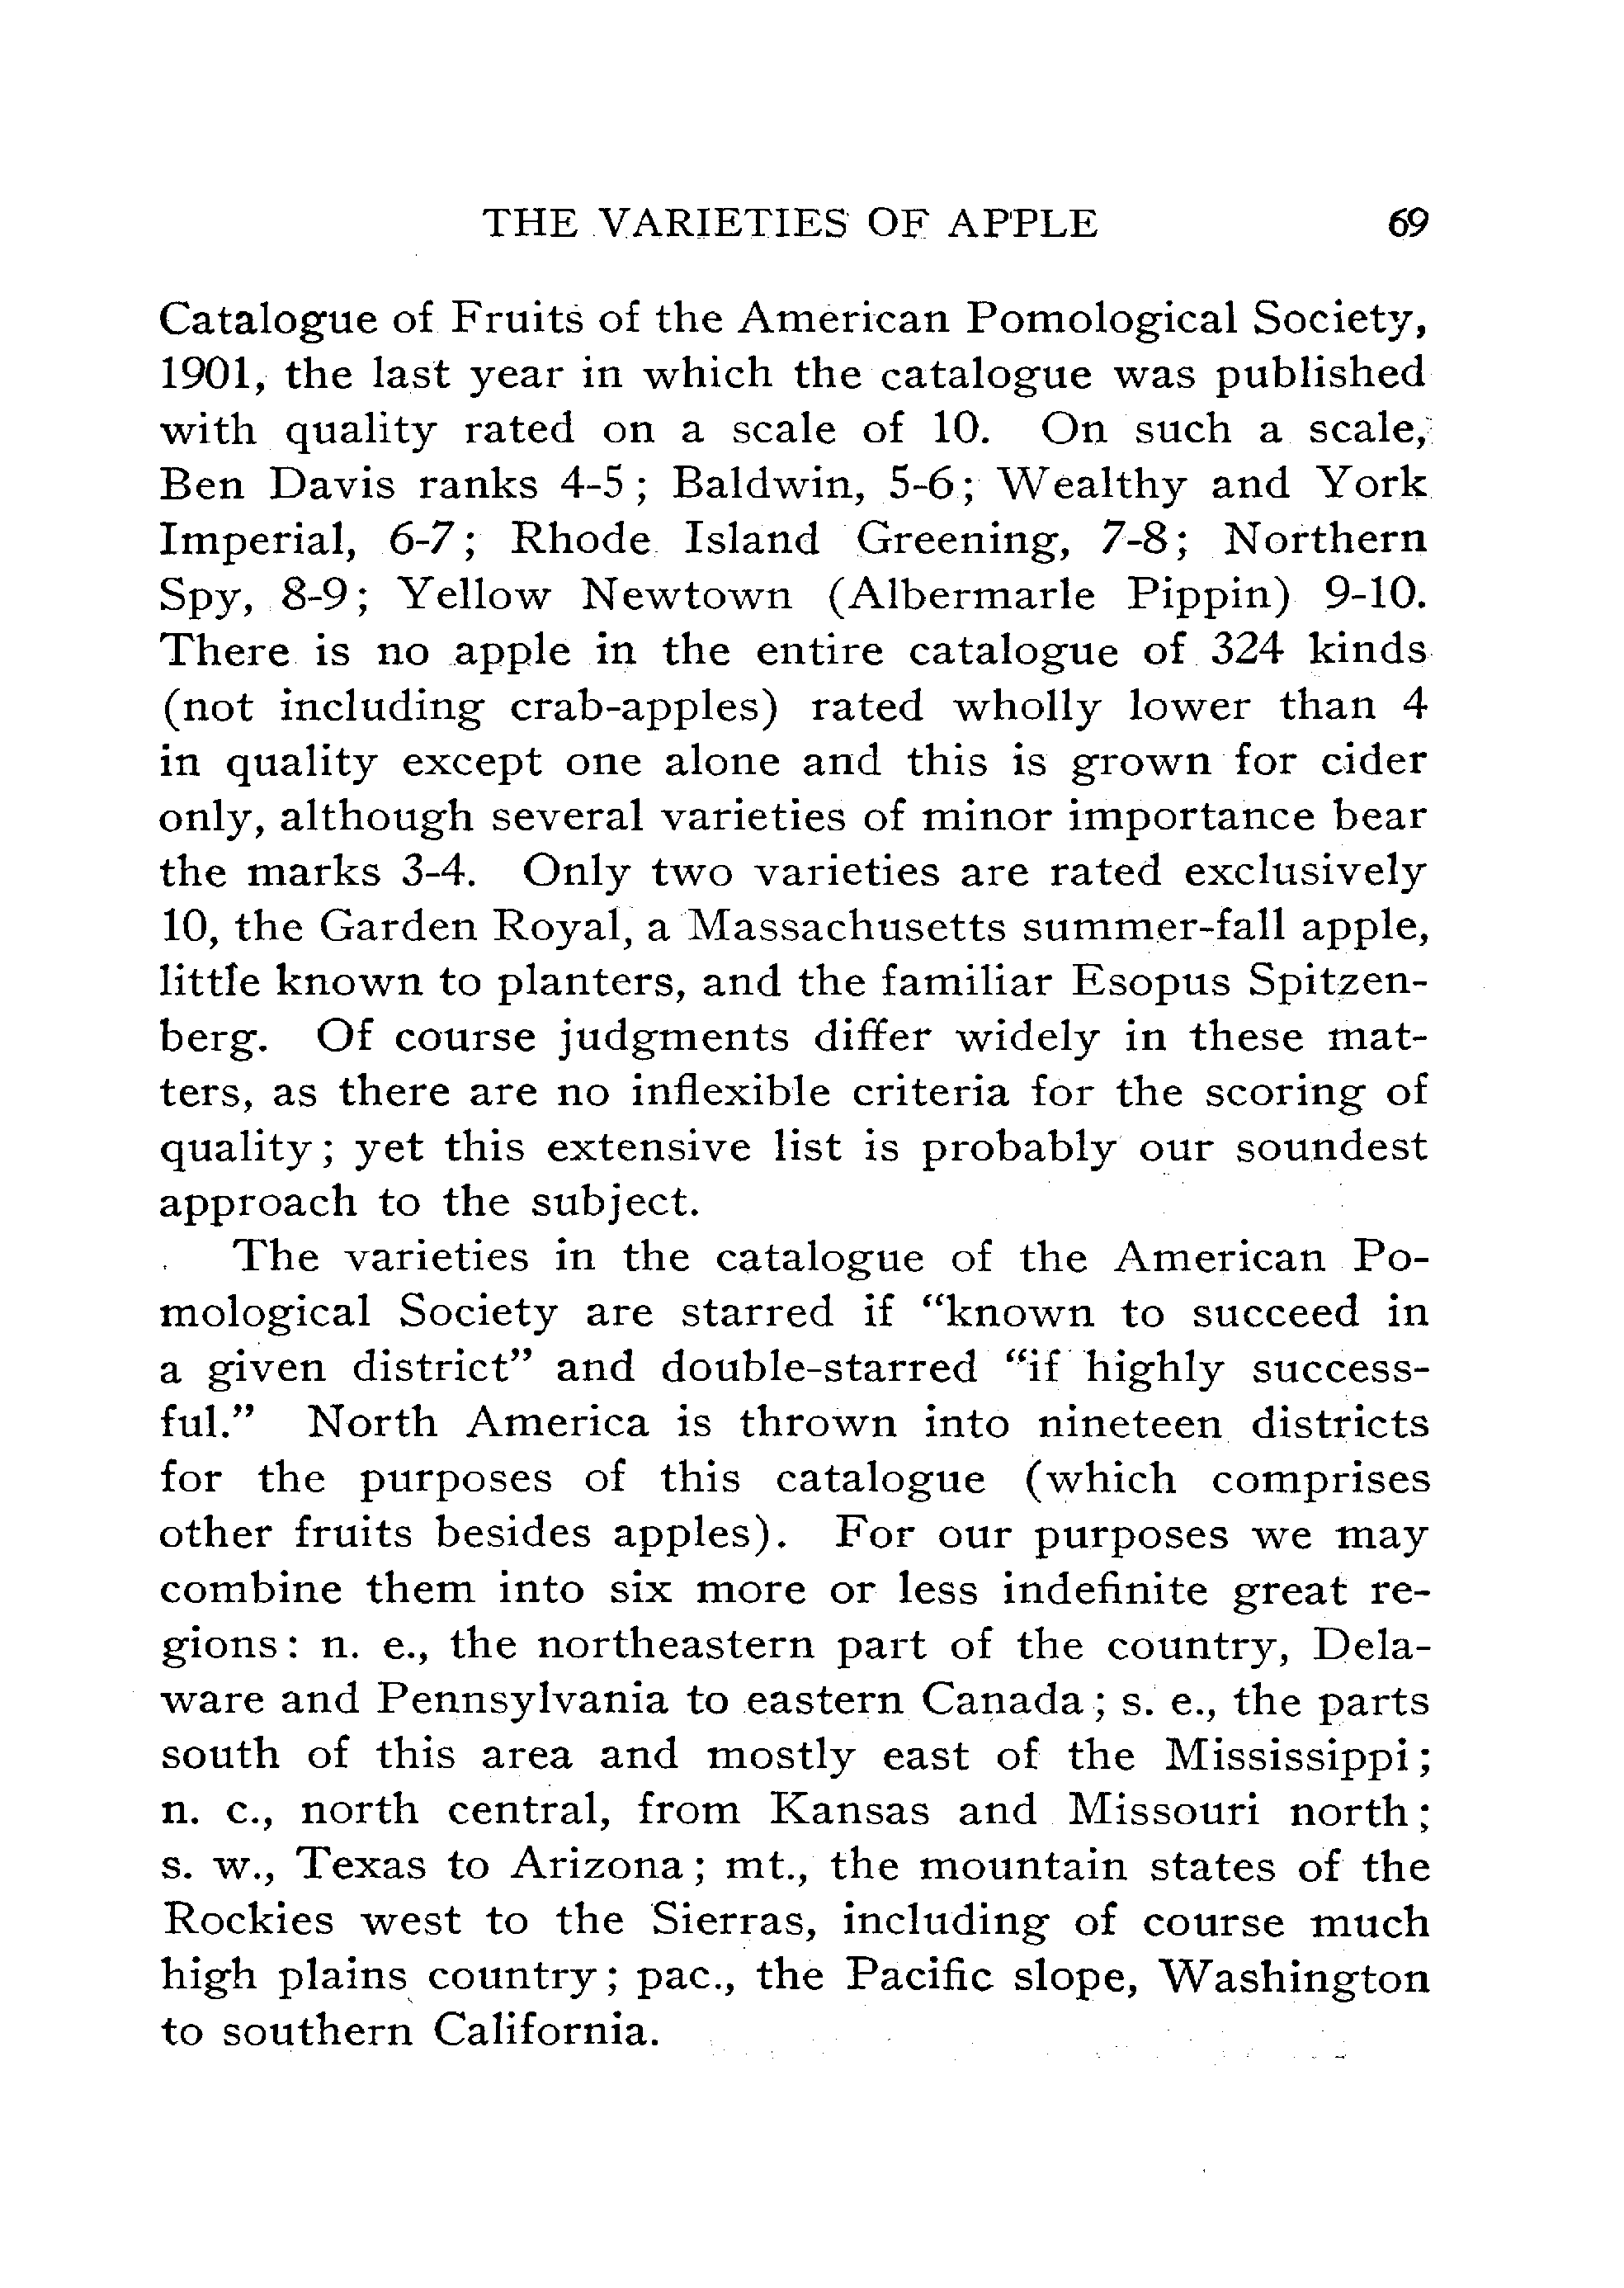 THE VARIETIES OF APPLE 69
Catalogue of Fruits of the American Pomological Society,
1901, the last year in which the catalogue was published
with quality rated on a scale of 10. On such a scale,
Ben Davis ranks 4-5; Baldwin, 5-6; Wealthy and York
Imperial, 6-7; Rhode Island Greening, 7-8; Northern
Spy, 8-9; Yellow Newtown (Albermarle Pippin) 9-10.
There is no apple in the entire catalogue of 324 kinds
(not including crab-apples) rated wholly lower than 4
in quality except one alone and this is grown for cider
only, although several varieties of minor importance bear
the marks 3-4. Only two varieties are rated exclusively
10, the Garden Royal, a Massachusetts summer-fall apple,
little known to planters, and the familiar Esopus Spitzen-
berg. Of course judgments differ widely in these mat-
ters, as there are no inflexible criteria for the scoring of
quality; yet this extensive list is probably our soundest
approach to the subject.
The varieties in the catalogue of the American Po-
mological Society are starred if “known to succeed in
a given district” and double-starred “if highly success-
ful.” North America is thrown into nineteen districts
for the purposes of this catalogue (which comprises
other fruits besides apples). For our purposes we may
combine them into six more or less indefinite great re-
gions: n. e., the northeastern part of the country, Dela-
ware and Pennsylvania to eastern Canada; s. e., the parts
south of this area and mostly east of the Mississippi;
n. c., north central, from Kansas and Missouri north;
s. w., Texas to Arizona; mt., the mountain states of the
Rockies west to the Sierras, including of course much
high plains country; pac., the Pacific slope, Washington
to southern California.